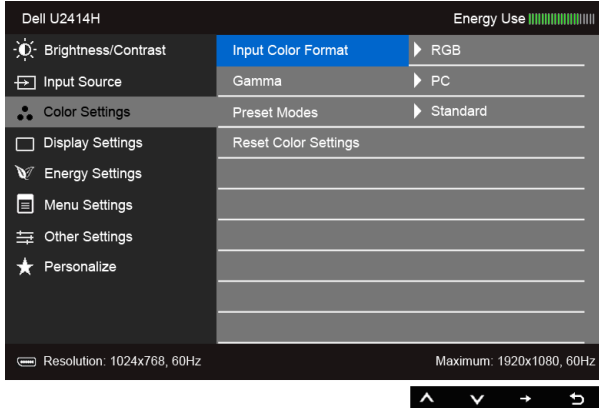 Dell U2414H Energy Use
Brightness/Contrast Input Color Format RGB
Input Source Gamma PC
Color Settings Preset Modes Standard
Display Settings Reset Color Settings
Energy Settings
Menu Settings
Other Settings
Personalize
Resolution: 1024x768, 60Hz Maximum: 1920x1080, 60Hz